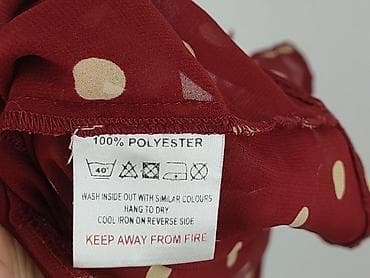 100% POLYESTER
40°
WASH INSIDE OUT WITH SIMILAR COLOURS
HANG TO DRY
COOL IRON ON REVERSE SIDE
KEEP AWAY FROM FIRE